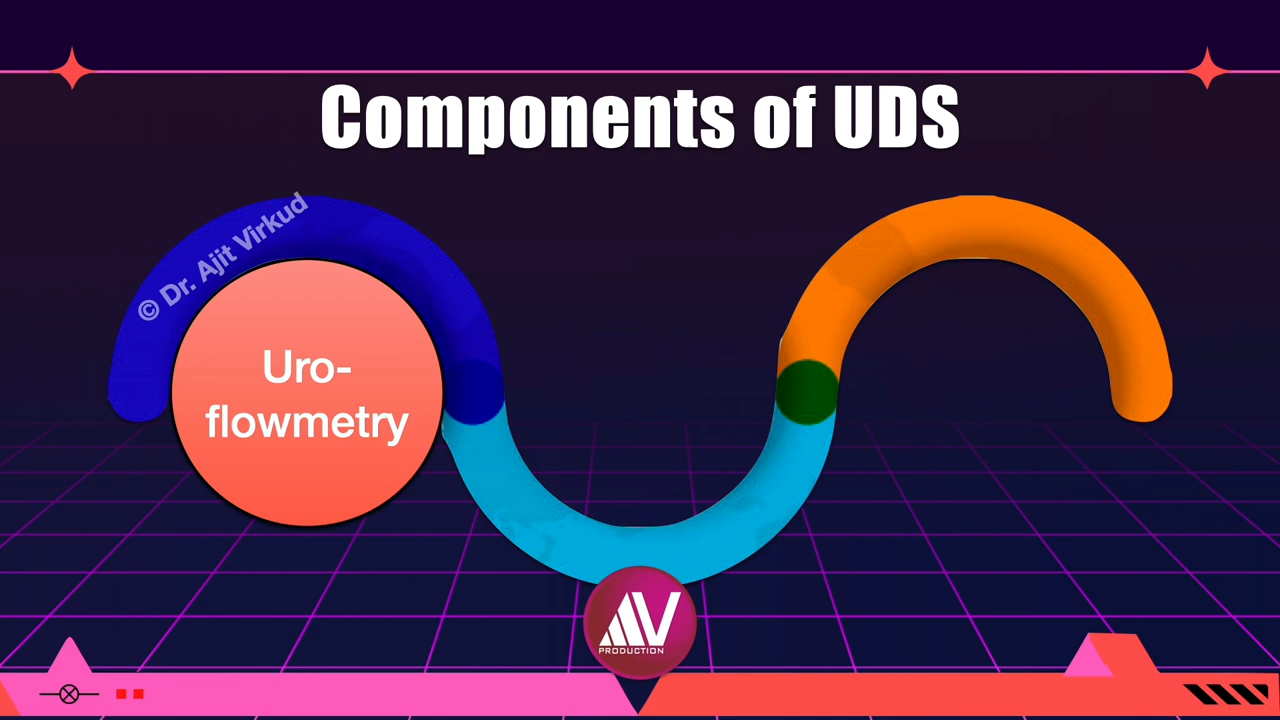 Components of UDS
© Dr. Ajit Virkud
Uro-
flowmetry
AV
PRODUCTION